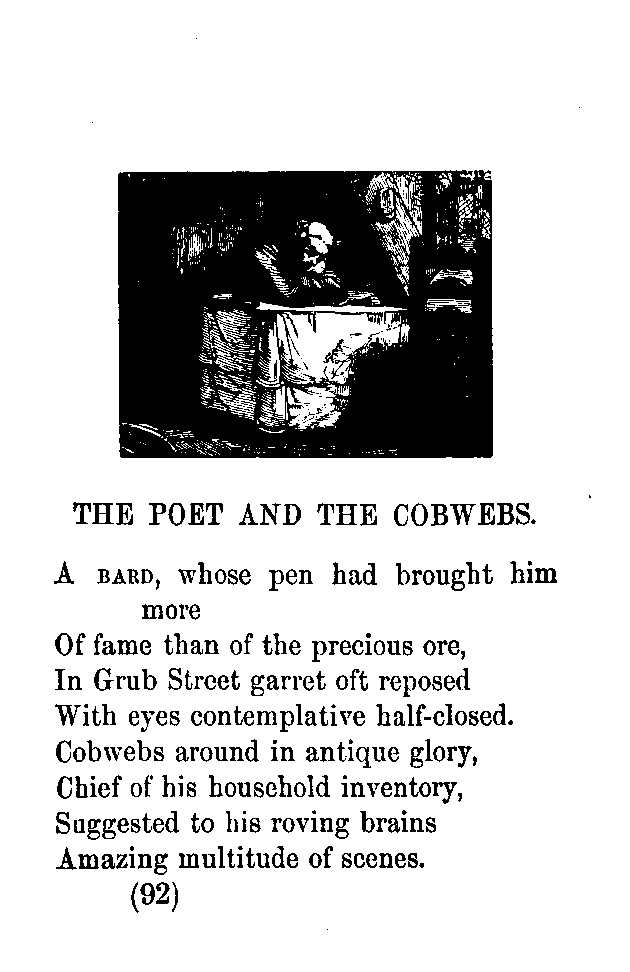 THE POET AND THE COBWEBS.
A BARD, whose pen had brought him
more
Of fame than of the precious ore,
In Grub Street garret oft reposed
With eyes contemplative half-closed.
Cobwebs around in antique glory,
Chief of his household inventory,
Suggested to his roving brains
Amazing multitude of scenes.
(92)